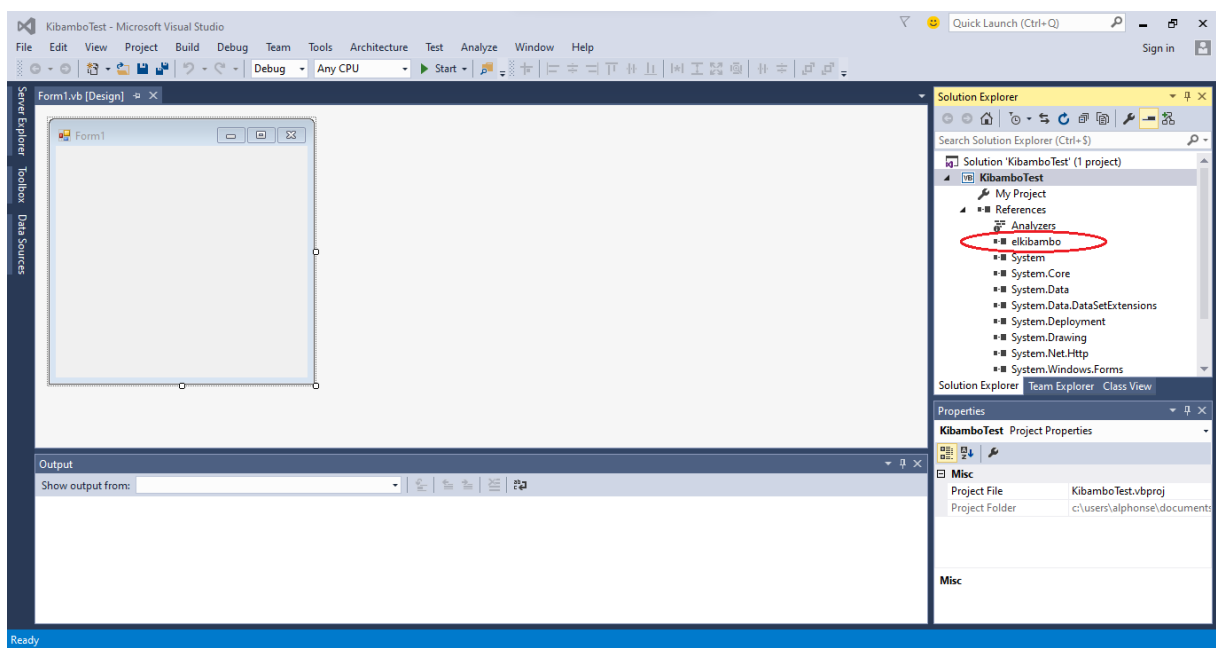 KibamboTest - Microsoft Visual Studio
Quick Launch (Ctrl+Q)
File Edit View Project Build Debug Team Tools Architecture Test Analyze Window Help
Sign in
Debug Any CPU Start
Server Explorer
Toolbox
Data Sources
Form1.vb [Design]
Form1
Solution Explorer
Search Solution Explorer (Ctrl+$)
Solution 'KibamboTest' (1 project)
VB KibamboTest
My Project
References
Analyzers
elkibambo
System
System.Core
System.Data
System.Data.DataSetExtensions
System.Deployment
System.Drawing
System.Net.Http
System.Windows.Forms
Solution Explorer Team Explorer Class View
Properties
KibamboTest Project Properties
Misc
Project File KibamboTest.vbproj
Project Folder c:\users\alphonse\documents
Misc
Output
Show output from:
Ready